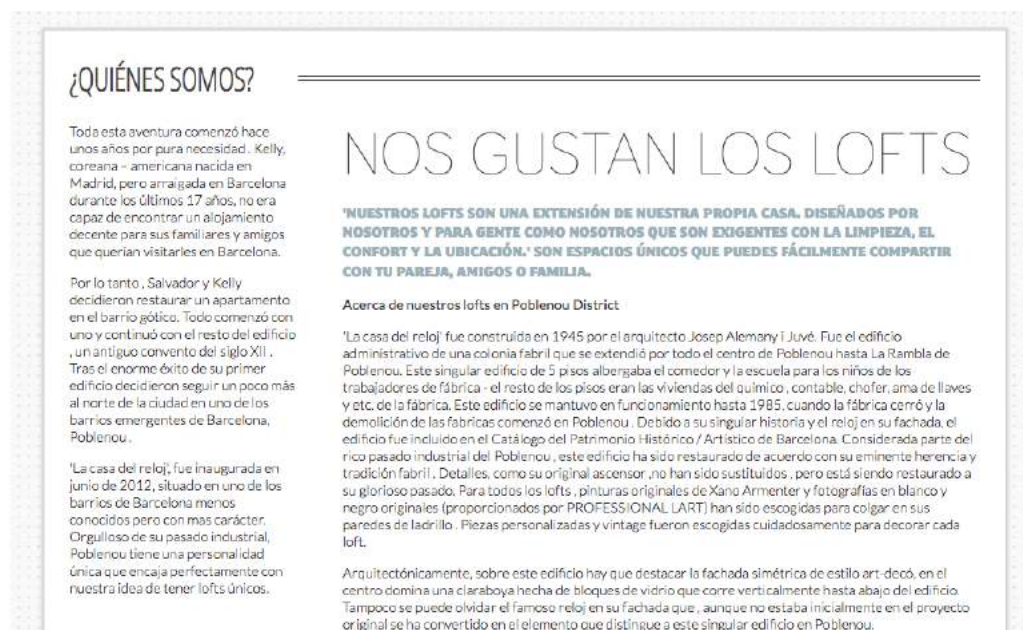 ¿QUIÉNES SOMOS?
Toda esta aventura comenzó hace
unos años por pura necesidad . Kelly,
coreana – americana nacida en
Madrid, pero arraigada en Barcelona
durante los últimos 17 años, no era
capaz de encontrar un alojamiento
decente para sus familiares y amigos
que querían visitarles en Barcelona.
Por lo tanto , Salvador y Kelly
decidieron restaurar un apartamento
en el barrio gótico. Todo comenzó con
uno y continuó con el resto del edificio
, un antiguo convento del siglo XII .
Tras el enorme éxito de su primer
edificio decidieron seguir un poco más
al norte de la ciudad en uno de los
barrios emergentes de Barcelona,
Poblenou .
'La casa del reloj', fue inaugurada en
junio de 2012, situado en uno de los
barrios de Barcelona menos
conocidos pero con mas carácter.
Orgulloso de su pasado industrial,
Poblenou tiene una personalidad
única que encaja perfectamente con
nuestra idea de tener lofts únicos.
NOS GUSTAN LOS LOFTS
'NUESTROS LOFTS SON UNA EXTENSIÓN DE NUESTRA PROPIA CASA. DISEÑADOS POR
NOSOTROS Y PARA GENTE COMO NOSOTROS QUE SON EXIGENTES CON LA LIMPIEZA, EL
CONFORT Y LA UBICACIÓN.' SON ESPACIOS ÚNICOS QUE PUEDES FÁCILMENTE COMPARTIR
CON TU PAREJA, AMIGOS O FAMILIA.
Acerca de nuestros lofts en Poblenou District
'La casa del reloj' fue construida en 1945 por el arquitecto Josep Alemany i Juvé. Fue el edificio
administrativo de una colonia fabril que se extendió por todo el centro de Poblenou hasta La Rambla de
Poblenou. Este singular edificio de 5 pisos albergaba el comedor y la escuela para los niños de los
trabajadores de fábrica - el resto de los pisos eran las viviendas del químico , contable, chofer, ama de llaves
y etc. de la fábrica. Este edificio se mantuvo en funcionamiento hasta 1985, cuando la fábrica cerró y la
demolición de las fabricas comenzó en Poblenou . Debido a su singular historia y el reloj en su fachada, el
edificio fue incluido en el Catálogo del Patrimonio Histórico / Artístico de Barcelona. Considerada parte del
rico pasado industrial del Poblenou , este edificio ha sido restaurado de acuerdo con su eminente herencia y
tradición fabril . Detalles, como su original ascensor ,no han sido sustituidos , pero está siendo restaurado a
su glorioso pasado. Para todos los lofts , pinturas originales de Xano Armenter y fotografías en blanco y
negro originales (proporcionados por PROFESSIONAL LART) han sido escogidas para colgar en sus
paredes de ladrillo . Piezas personalizadas y vintage fueron escogidas cuidadosamente para decorar cada
loft.
Arquitectónicamente, sobre este edificio hay que destacar la fachada simétrica de estilo art-decó, en el
centro domina una claraboya hecha de bloques de vidrio que corre verticalmente hasta abajo del edificio.
Tampoco se puede olvidar el famoso reloj en su fachada que , aunque no estaba inicialmente en el proyecto
original se ha convertido en el elemento que distingue a este singular edificio en Poblenou.